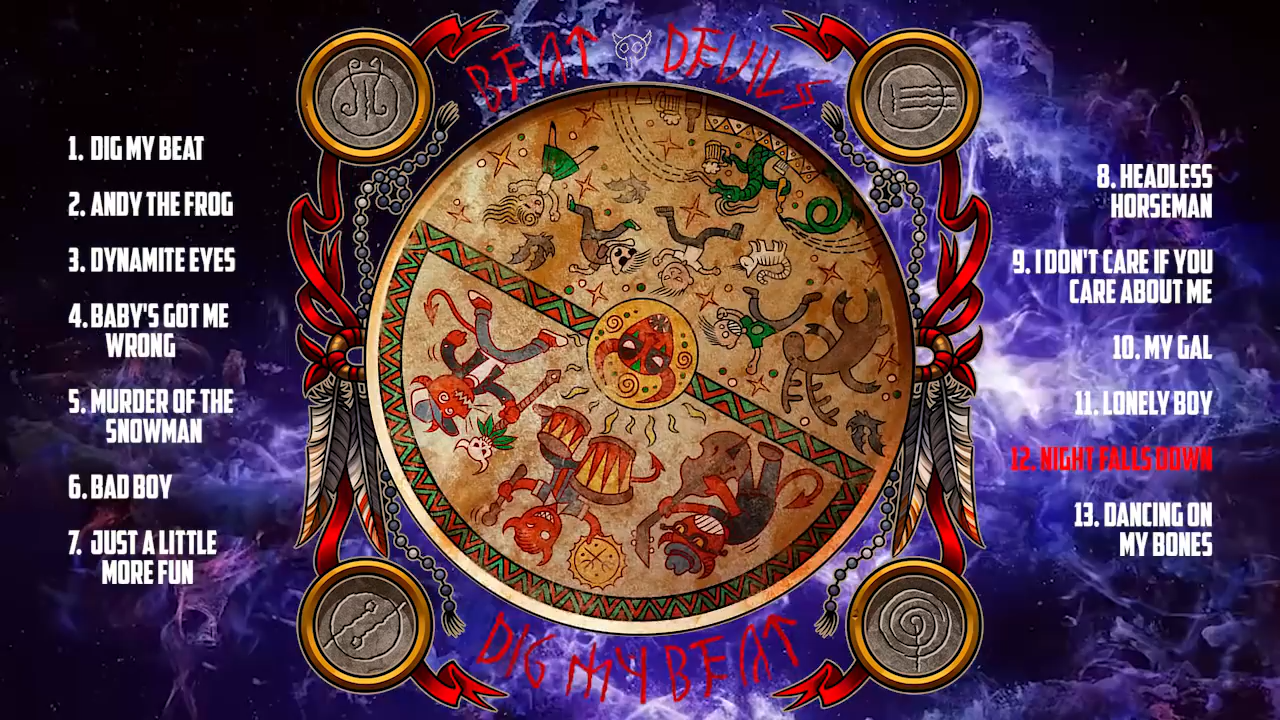 BEAT DEVILS
1. DIG MY BEAT
2. ANDY THE FROG
3. DYNAMITE EYES
4. BABY'S GOT ME
WRONG
5. MURDER OF THE
SNOWMAN
6. BAD BOY
7. JUST A LITTLE
MORE FUN
8. HEADLESS
HORSEMAN
9. I DON'T CARE IF YOU
CARE ABOUT ME
10. MY GAL
11. LONELY BOY
12. NIGHT FALLS DOWN
13. DANCING ON
MY BONES
DIG MY BEAT